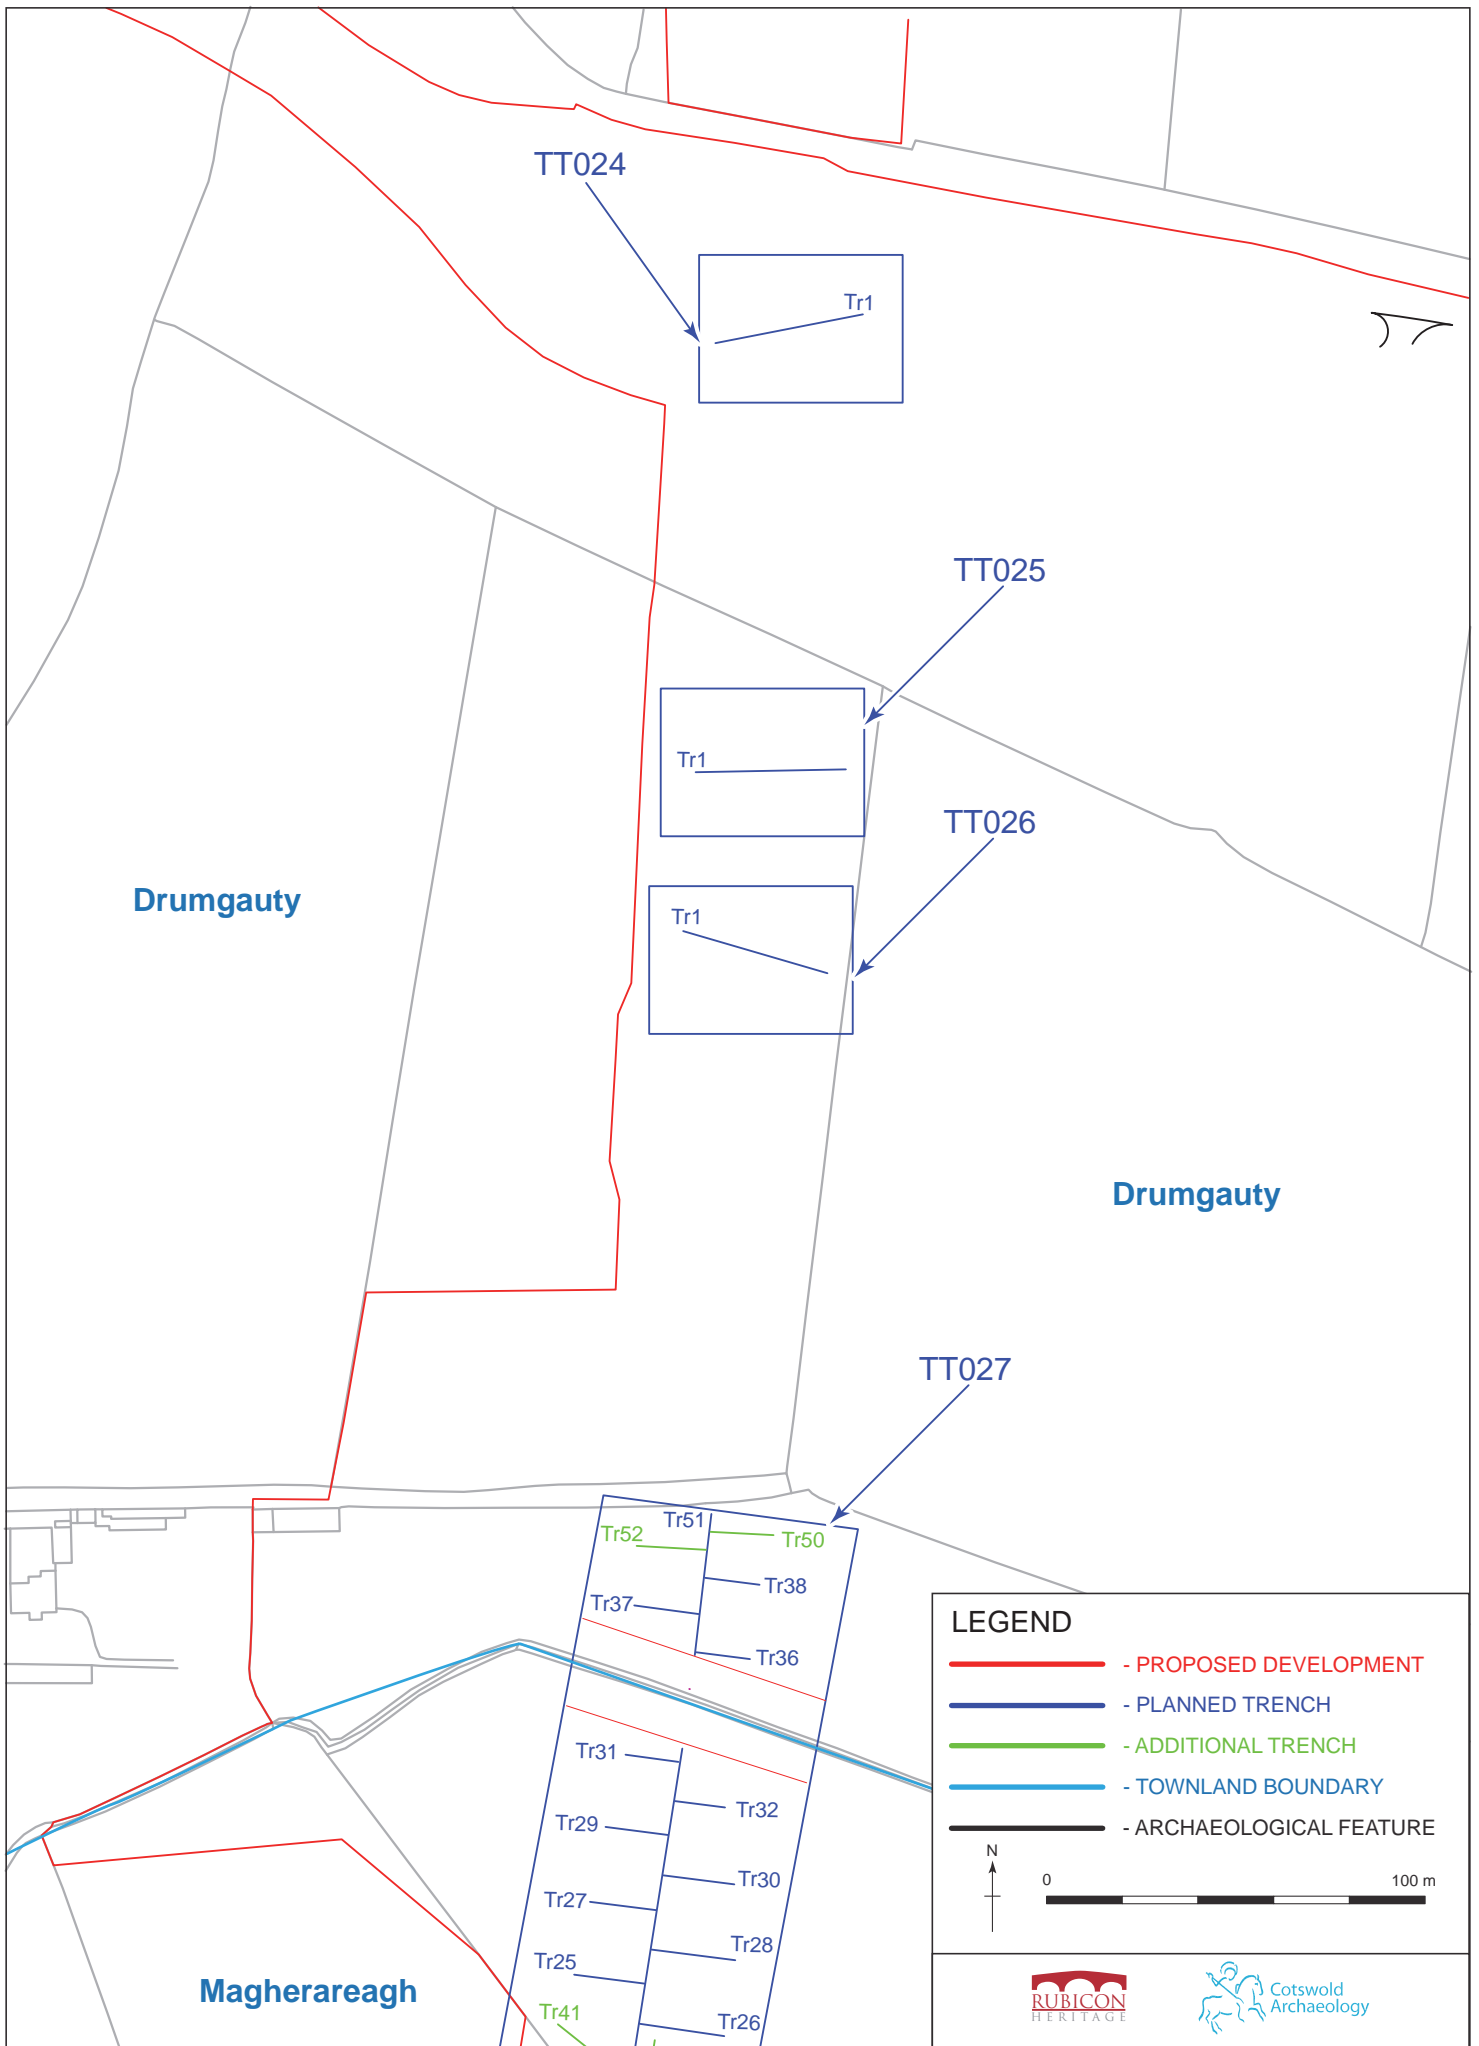 TT024
Tr1
TT025
Tr1
TT026
Tr1
Drumgauty
Drumgauty
TT027
Tr51
Tr52
Tr50
Tr38
Tr37
Tr36
Tr31
Tr32
Tr29
Tr30
Tr27
Tr28
Tr25
Tr41
Tr26
Magherareagh
LEGEND
- PROPOSED DEVELOPMENT
- PLANNED TRENCH
- ADDITIONAL TRENCH
- TOWNLAND BOUNDARY
- ARCHAEOLOGICAL FEATURE
N
0 100 m
RUBICON
HERITAGE
Cotswold
Archaeology